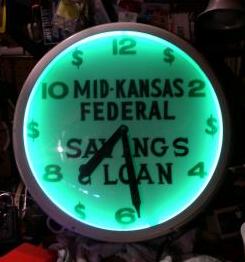 12
$ $
10 MID-KANSAS 2
FEDERAL
$ $
SAVINGS
8 & LOAN 4
$ $
6